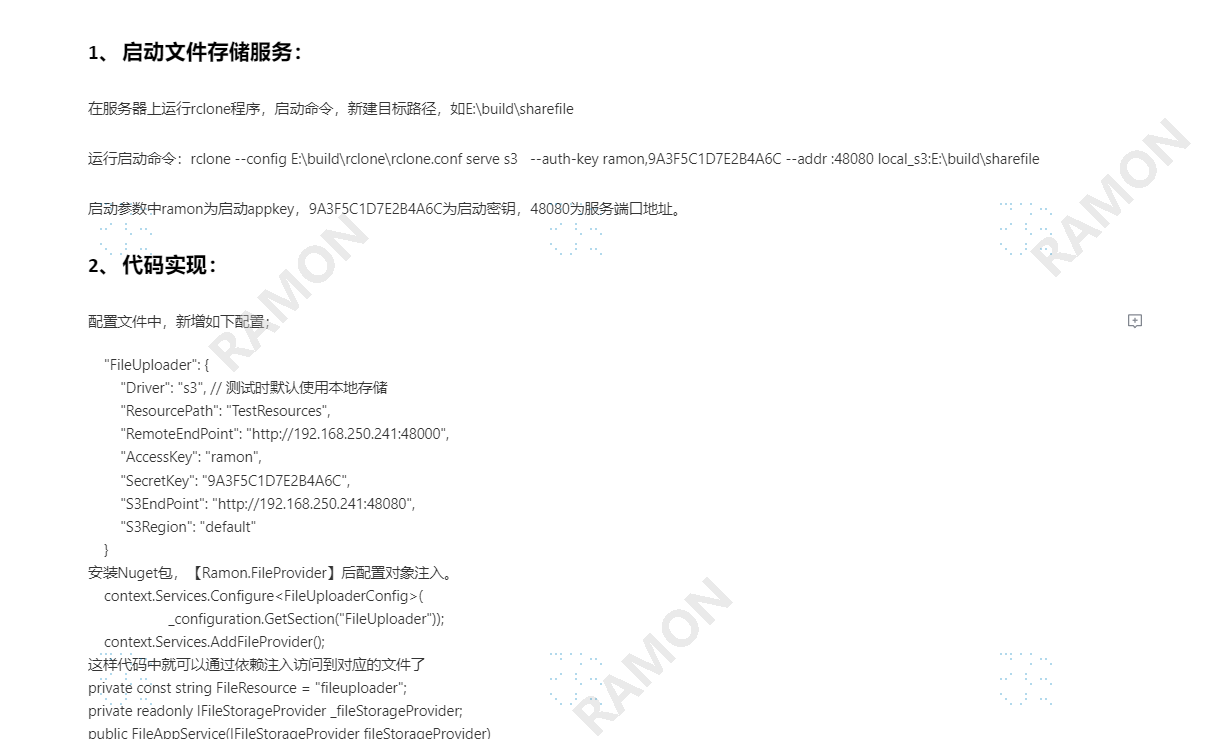 1、 启动文件存储服务：
在服务器上运行rclone程序，启动命令，新建目标路径，如E:\build\sharefile
运行启动命令：rclone --config E:\build\rclone\rclone.conf serve s3   --auth-key ramon,9A3F5C1D7E2B4A6C --addr :48080 local_s3:E:\build\sharefile
启动参数中ramon为启动appkey，9A3F5C1D7E2B4A6C为启动密钥，48080为服务端口地址。
2、 代码实现：
配置文件中，新增如下配置；
"FileUploader": {
"Driver": "s3", // 测试时默认使用本地存储
"ResourcePath": "TestResources",
"RemoteEndPoint": "http://192.168.250.241:48000",
"AccessKey": "ramon",
"SecretKey": "9A3F5C1D7E2B4A6C",
"S3EndPoint": "http://192.168.250.241:48080",
"S3Region": "default"
}
安装Nuget包，【Ramon.FileProvider】后配置对象注入。
context.Services.Configure<FileUploaderConfig>(
_configuration.GetSection("FileUploader"));
context.Services.AddFileProvider();
这样代码中就可以通过依赖注入访问到对应的文件了
private const string FileResource = "fileuploader";
private readonly IFileStorageProvider _fileStorageProvider;
public FileAppService(IFileStorageProvider fileStorageProvider)
RAMON
RAMON
RAMON